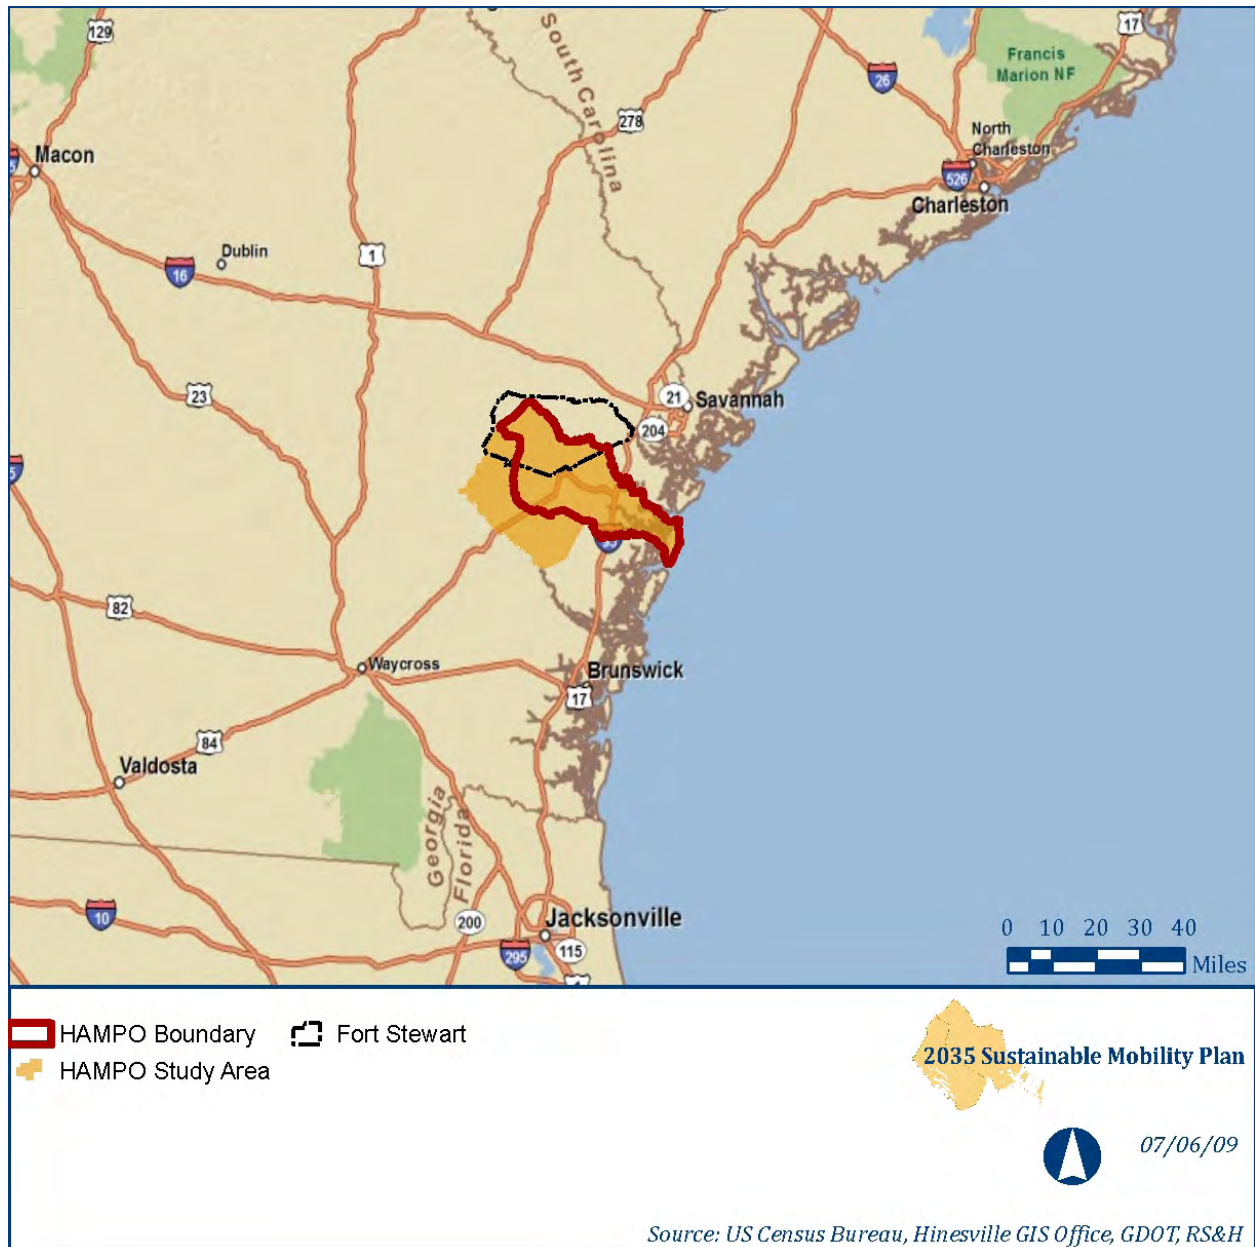 129
17
South Carolina
Francis
Marion NF
26
278
Macon
North
Charleston
526
Charleston
Dublin
1
16
23
21
Savannah
204
82
Waycross
Brunswick
17
84
Valdosta
Georgia
Florida
10
200
Jacksonville
115
295
0 10 20 30 40
Miles
HAMPO Boundary
Fort Stewart
HAMPO Study Area
2035 Sustainable Mobility Plan
07/06/09
Source: US Census Bureau, Hinesville GIS Office, GDOT, RS&H